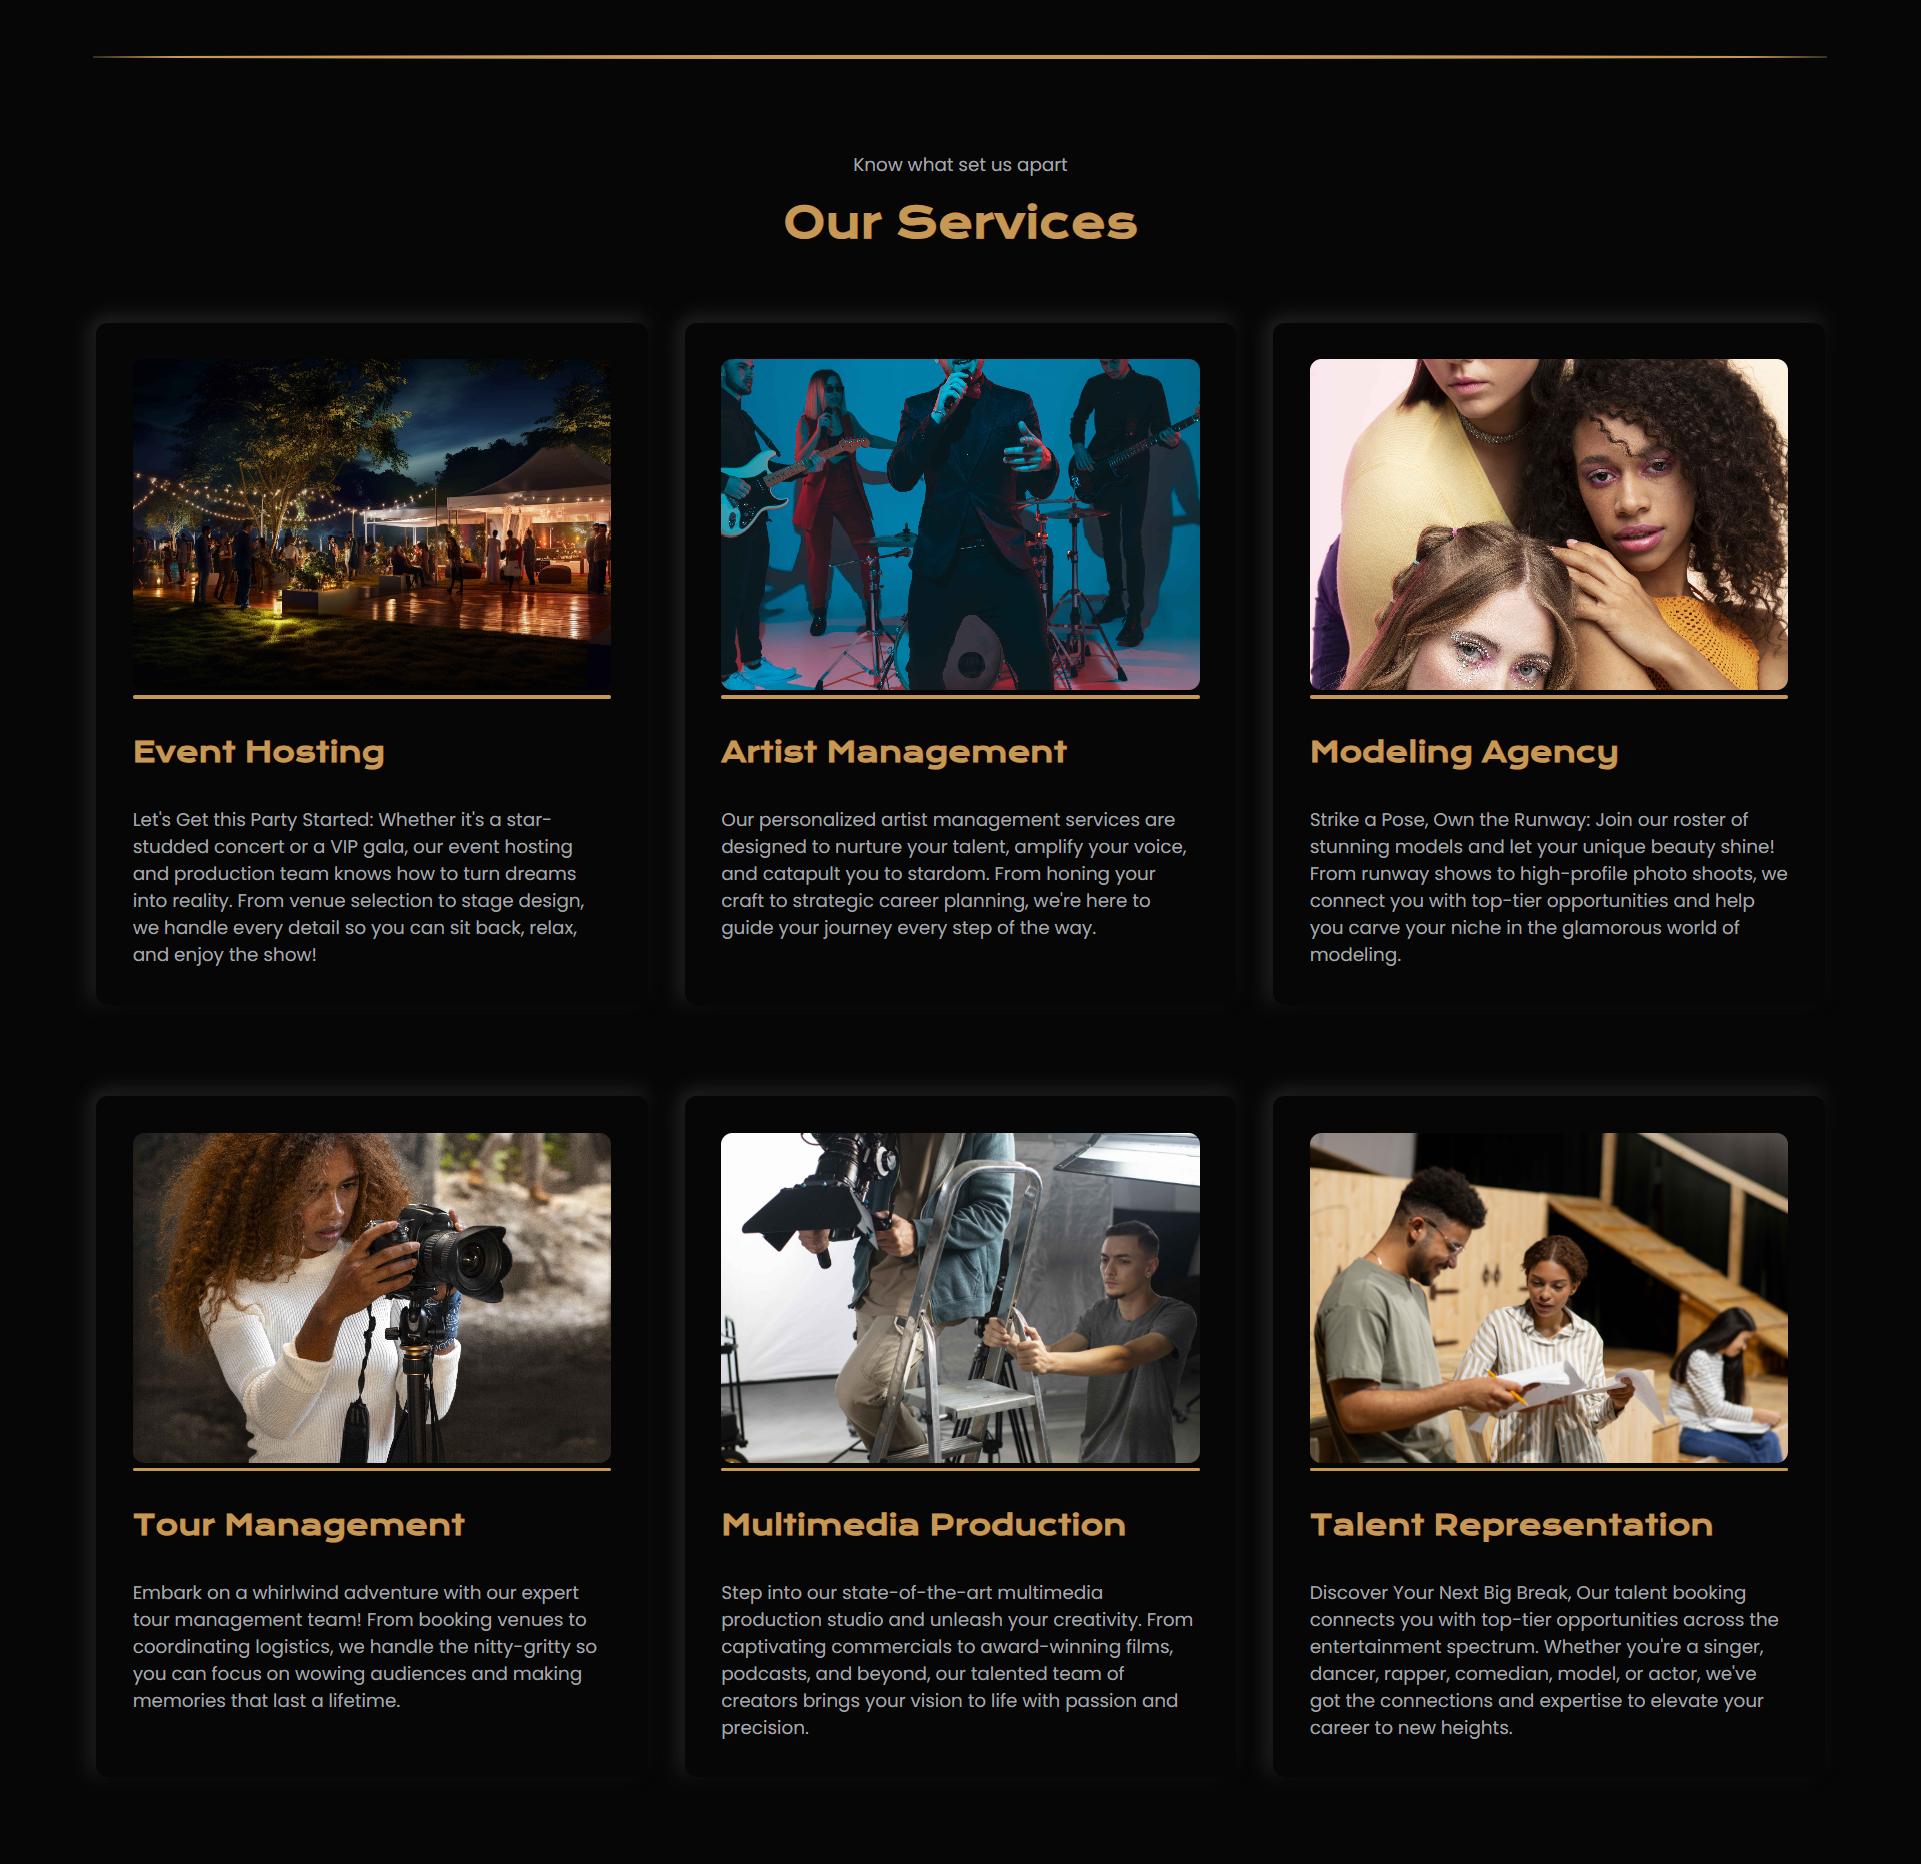 Know what set us apart
Our Services
Event Hosting
Let's Get this Party Started: Whether it's a star-
studded concert or a VIP gala, our event hosting
and production team knows how to turn dreams
into reality. From venue selection to stage design,
we handle every detail so you can sit back, relax,
and enjoy the show!
Artist Management
Our personalized artist management services are
designed to nurture your talent, amplify your voice,
and catapult you to stardom. From honing your
craft to strategic career planning, we're here to
guide your journey every step of the way.
Modeling Agency
Strike a Pose, Own the Runway: Join our roster of
stunning models and let your unique beauty shine!
From runway shows to high-profile photo shoots, we
connect you with top-tier opportunities and help
you carve your niche in the glamorous world of
modeling.
Tour Management
Embark on a whirlwind adventure with our expert
tour management team! From booking venues to
coordinating logistics, we handle the nitty-gritty so
you can focus on wowing audiences and making
memories that last a lifetime.
Multimedia Production
Step into our state-of-the-art multimedia
production studio and unleash your creativity. From
captivating commercials to award-winning films,
podcasts, and beyond, our talented team of
creators brings your vision to life with passion and
precision.
Talent Representation
Discover Your Next Big Break, Our talent booking
connects you with top-tier opportunities across the
entertainment spectrum. Whether you're a singer,
dancer, rapper, comedian, model, or actor, we've
got the connections and expertise to elevate your
career to new heights.